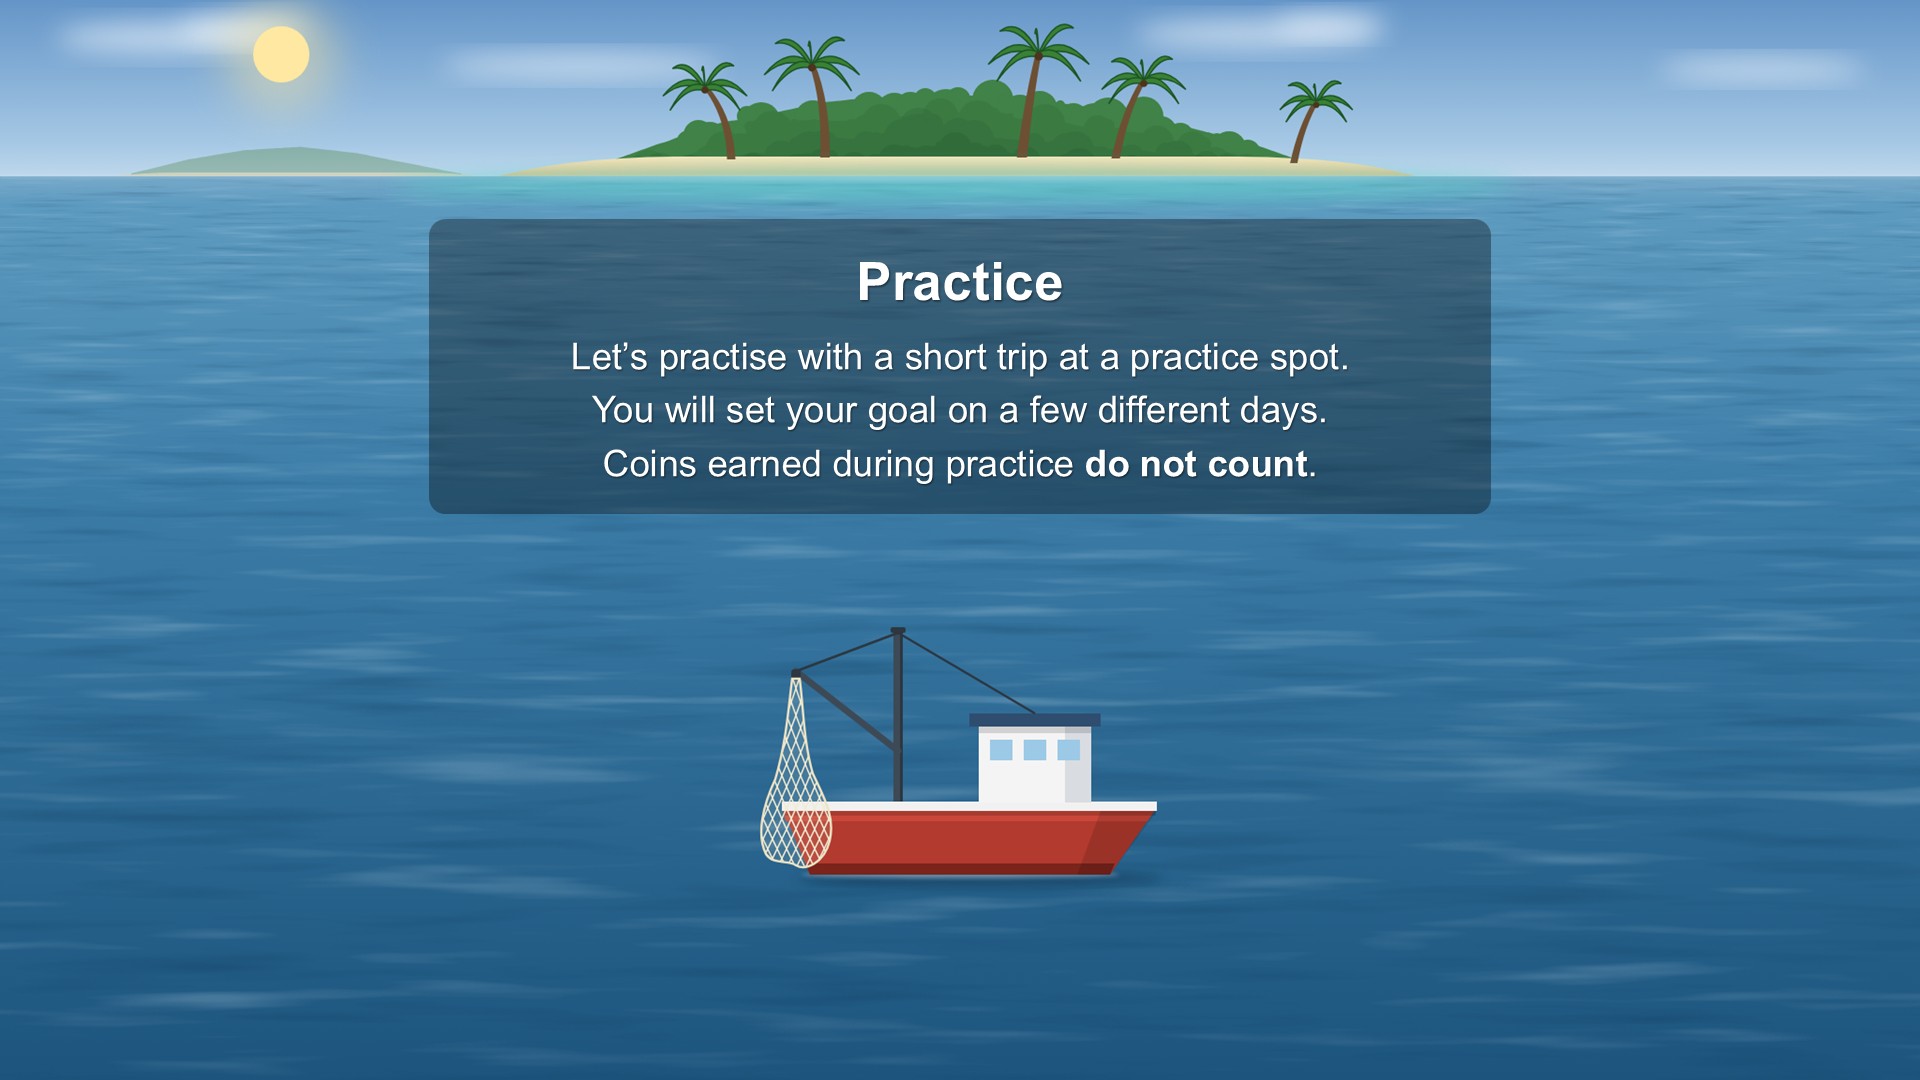 Practice
Let’s practise with a short trip at a practice spot.
You will set your goal on a few different days.
Coins earned during practice do not count.